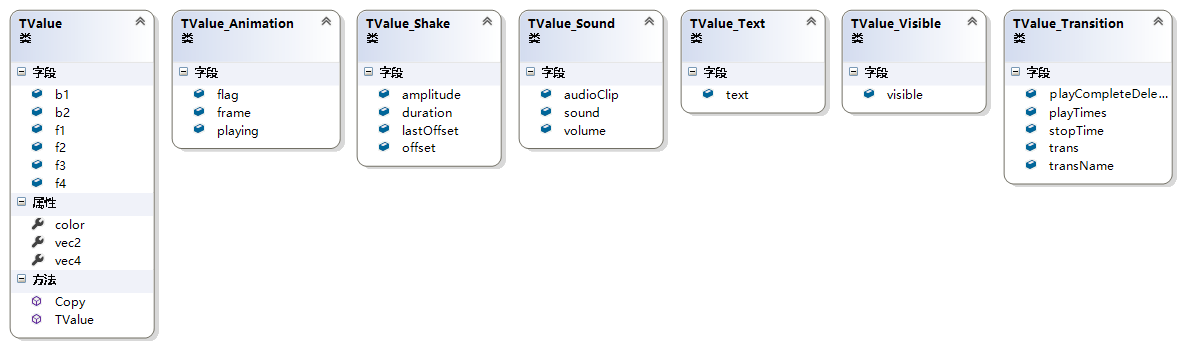 TValue
类
字段
b1
b2
f1
f2
f3
f4
属性
color
vec2
vec4
方法
Copy
TValue
TValue_Animation
类
字段
flag
frame
playing
TValue_Shake
类
字段
amplitude
duration
lastOffset
offset
TValue_Sound
类
字段
audioClip
sound
volume
TValue_Text
类
字段
text
TValue_Visible
类
字段
visible
TValue_Transition
类
字段
playCompleteDele...
playTimes
stopTime
trans
transName